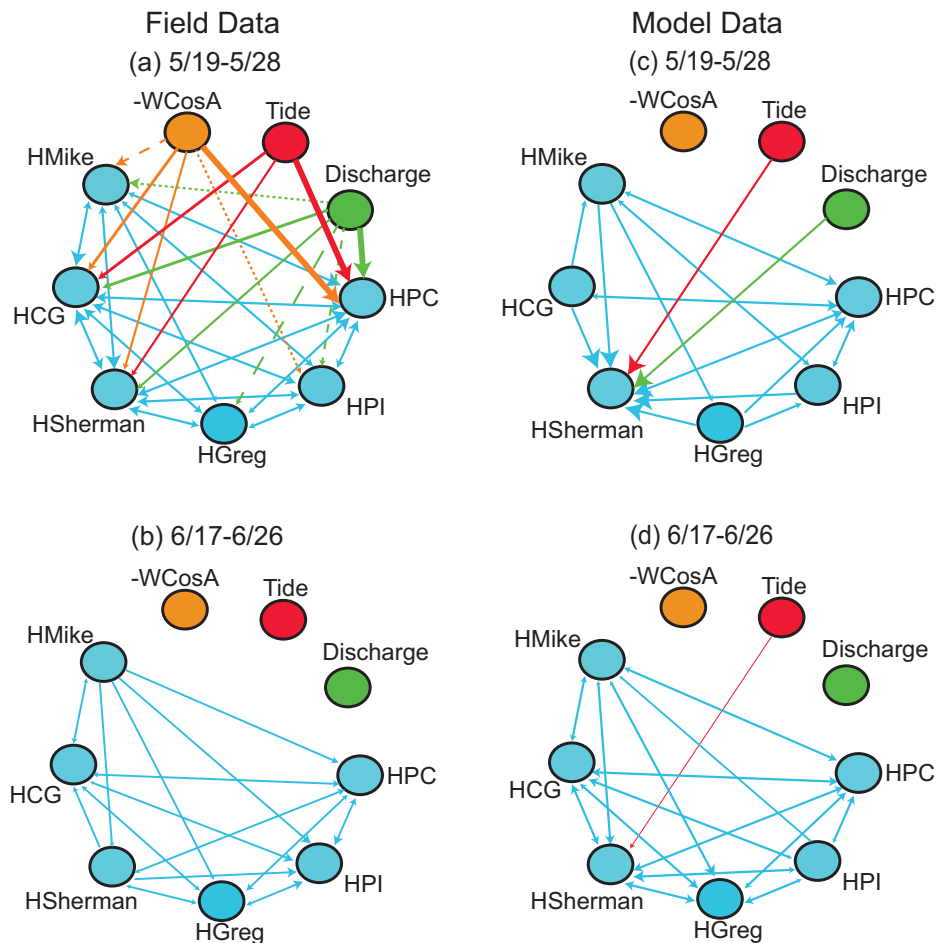 Field Data
Model Data
(a) 5/19-5/28
(c) 5/19-5/28
-WCosA
Tide
HMike
Discharge
HCG
HPC
HSherman
HPI
HGreg
-WCosA
Tide
HMike
Discharge
HCG
HPC
HSherman
HPI
HGreg
(b) 6/17-6/26
(d) 6/17-6/26
-WCosA
Tide
HMike
Discharge
HCG
HPC
HSherman
HPI
HGreg
-WCosA
Tide
HMike
Discharge
HCG
HPC
HSherman
HPI
HGreg